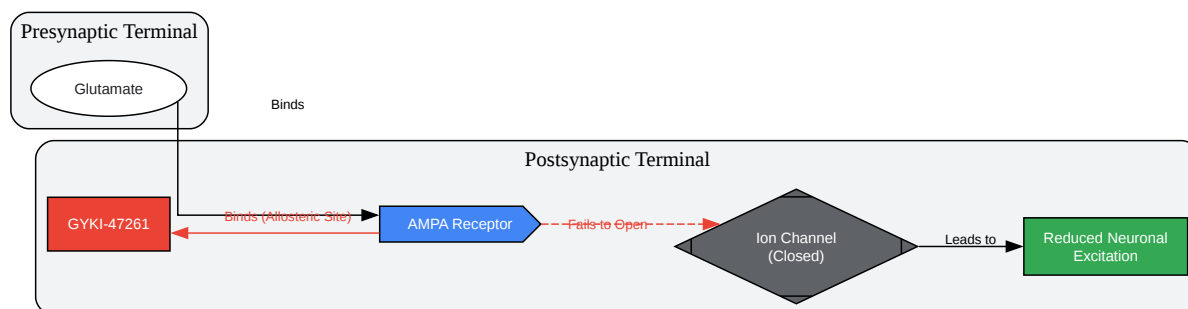 Presynaptic Terminal
Glutamate
Binds
Postsynaptic Terminal
GYKI-47261
Binds (Allosteric Site)
AMPA Receptor
Fails to Open
Ion Channel
(Closed)
Leads to
Reduced Neuronal
Excitation